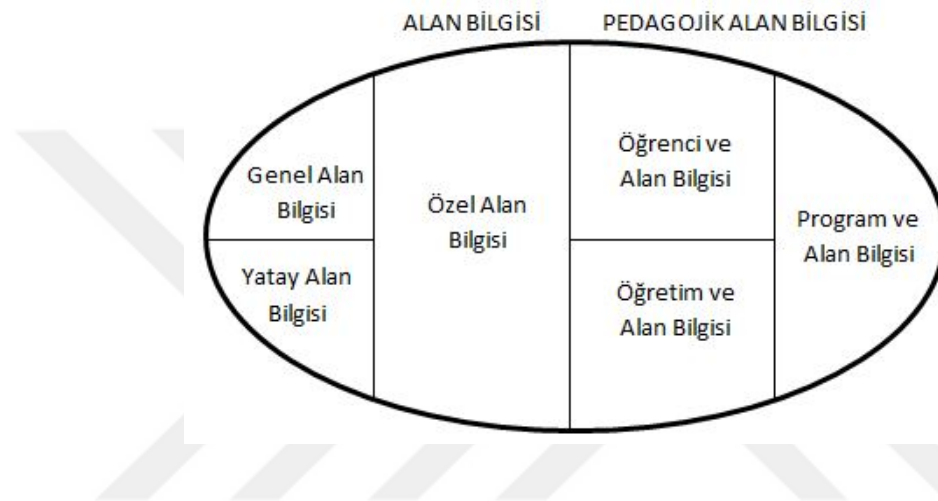 ALAN BİLGİSİ
PEDAGOJİK ALAN BİLGİSİ
Genel Alan
Bilgisi
Yatay Alan
Bilgisi
Özel Alan
Bilgisi
Öğrenci ve
Alan Bilgisi
Öğretim ve
Alan Bilgisi
Program ve
Alan Bilgisi